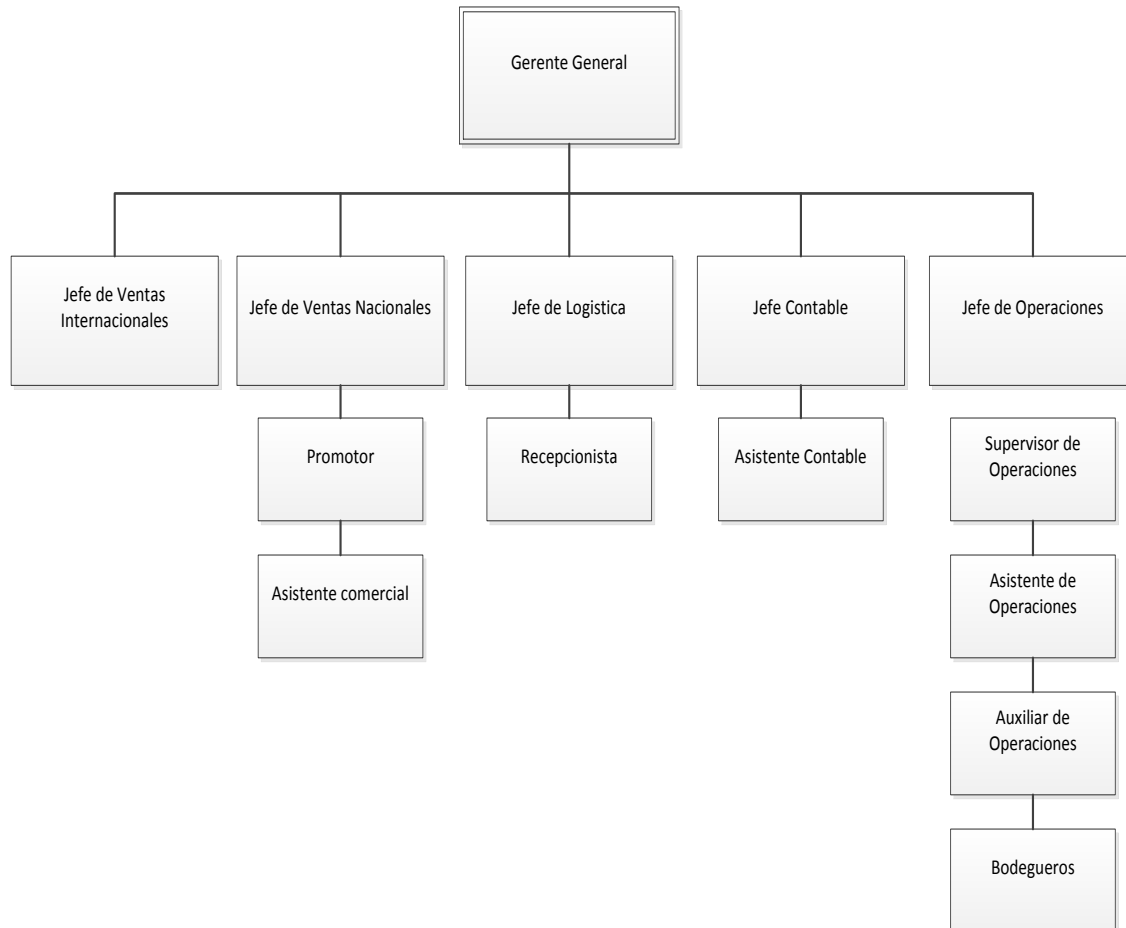 Gerente General
Jefe de Ventas
Internacionales
Jefe de Ventas Nacionales
Jefe de Logistica
Jefe Contable
Jefe de Operaciones
Promotor
Recepcionista
Asistente Contable
Supervisor de
Operaciones
Asistente comercial
Asistente de
Operaciones
Auxiliar de
Operaciones
Bodegueros